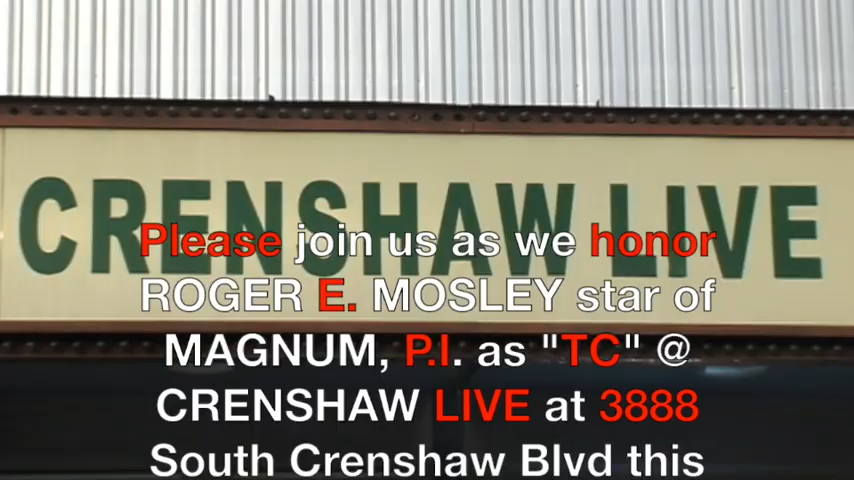 CRENSHAW LIVE
Please join us as we honor
ROGER E. MOSLEY star of
MAGNUM, P.I. as "TC" @
CRENSHAW LIVE at 3888
South Crenshaw Blvd this